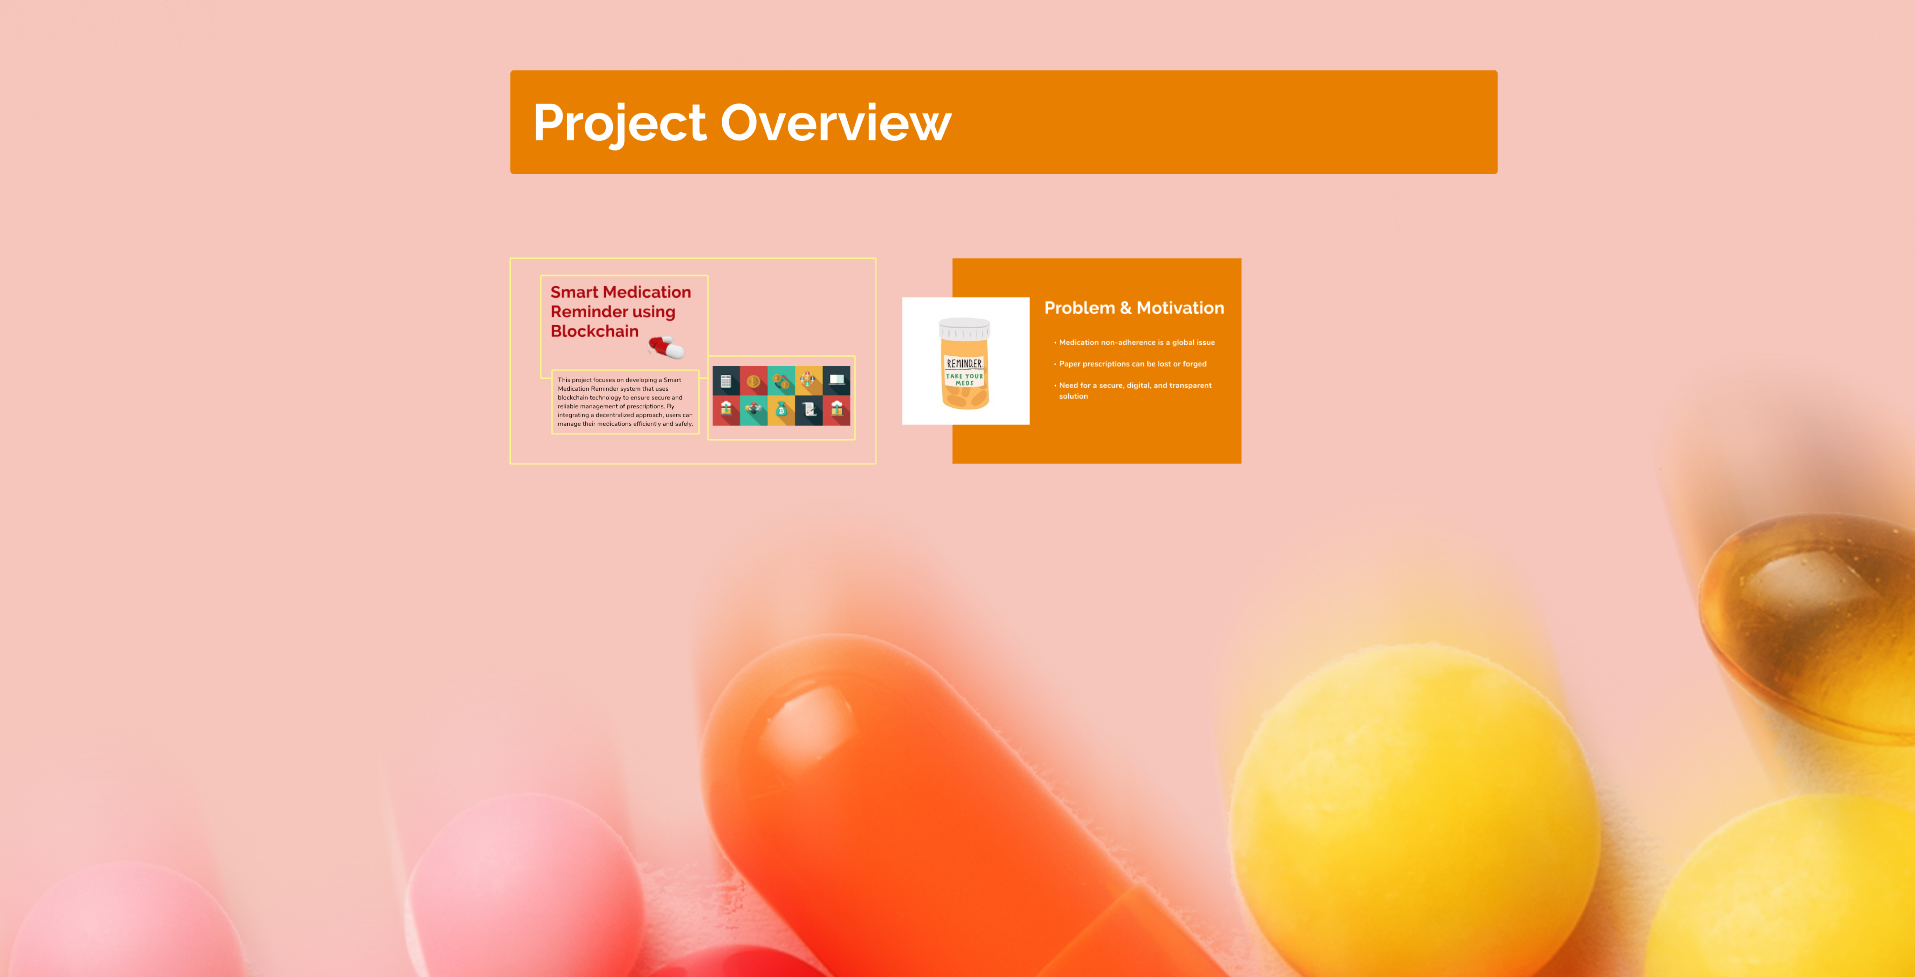 Project Overview
Smart Medication
Reminder using
Blockchain
This project focuses on developing a Smart
Medication Reminder system that uses
blockchain technology to ensure secure and
reliable management of prescriptions. By
integrating a decentralized approach, users can
manage their medications efficiently and safely.
REMINDER
TAKE YOUR
MEDS
Problem & Motivation
• Medication non-adherence is a global issue
• Paper prescriptions can be lost or forged
• Need for a secure, digital, and transparent
solution